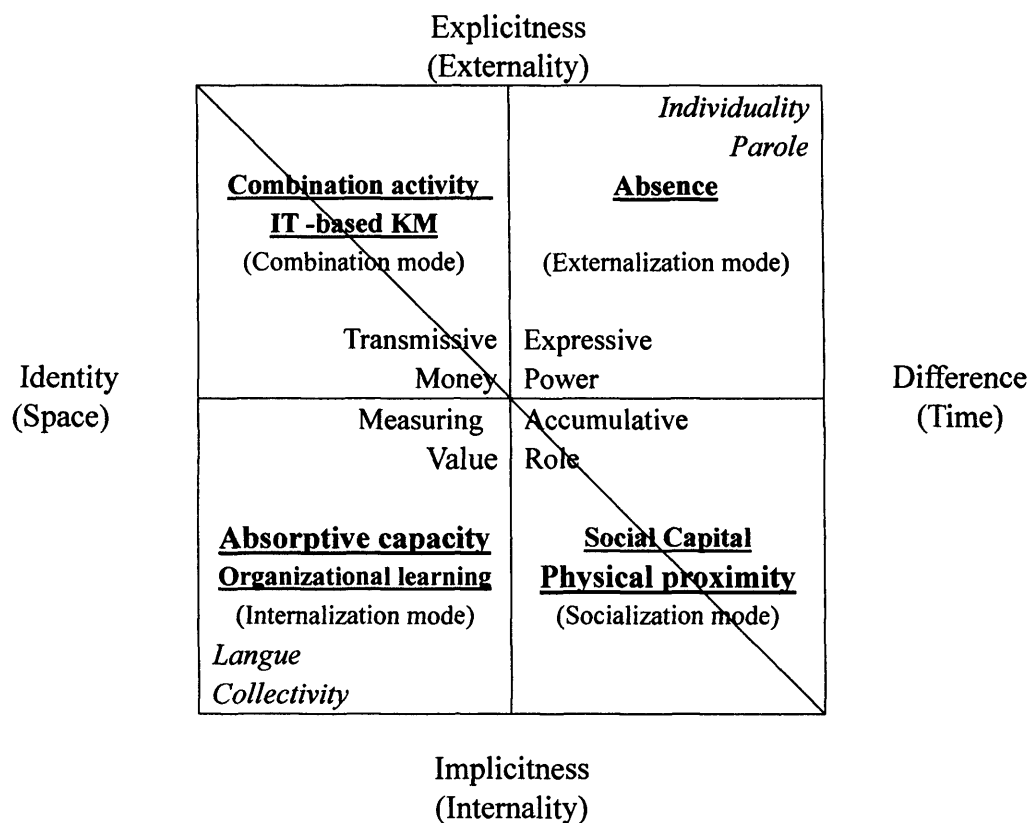 Explicitness
(Externality)
Individuality
Parole
Combination activity
IT -based KM
(Combination mode)
Absence
(Externalization mode)
Transmissive
Money
Expressive
Power
Identity
(Space)
Difference
(Time)
Measuring
Value
Accumulative
Role
Absorptive capacity
Organizational learning
(Internalization mode)
Social Capital
Physical proximity
(Socialization mode)
Langue
Collectivity
Implicitness
(Internality)